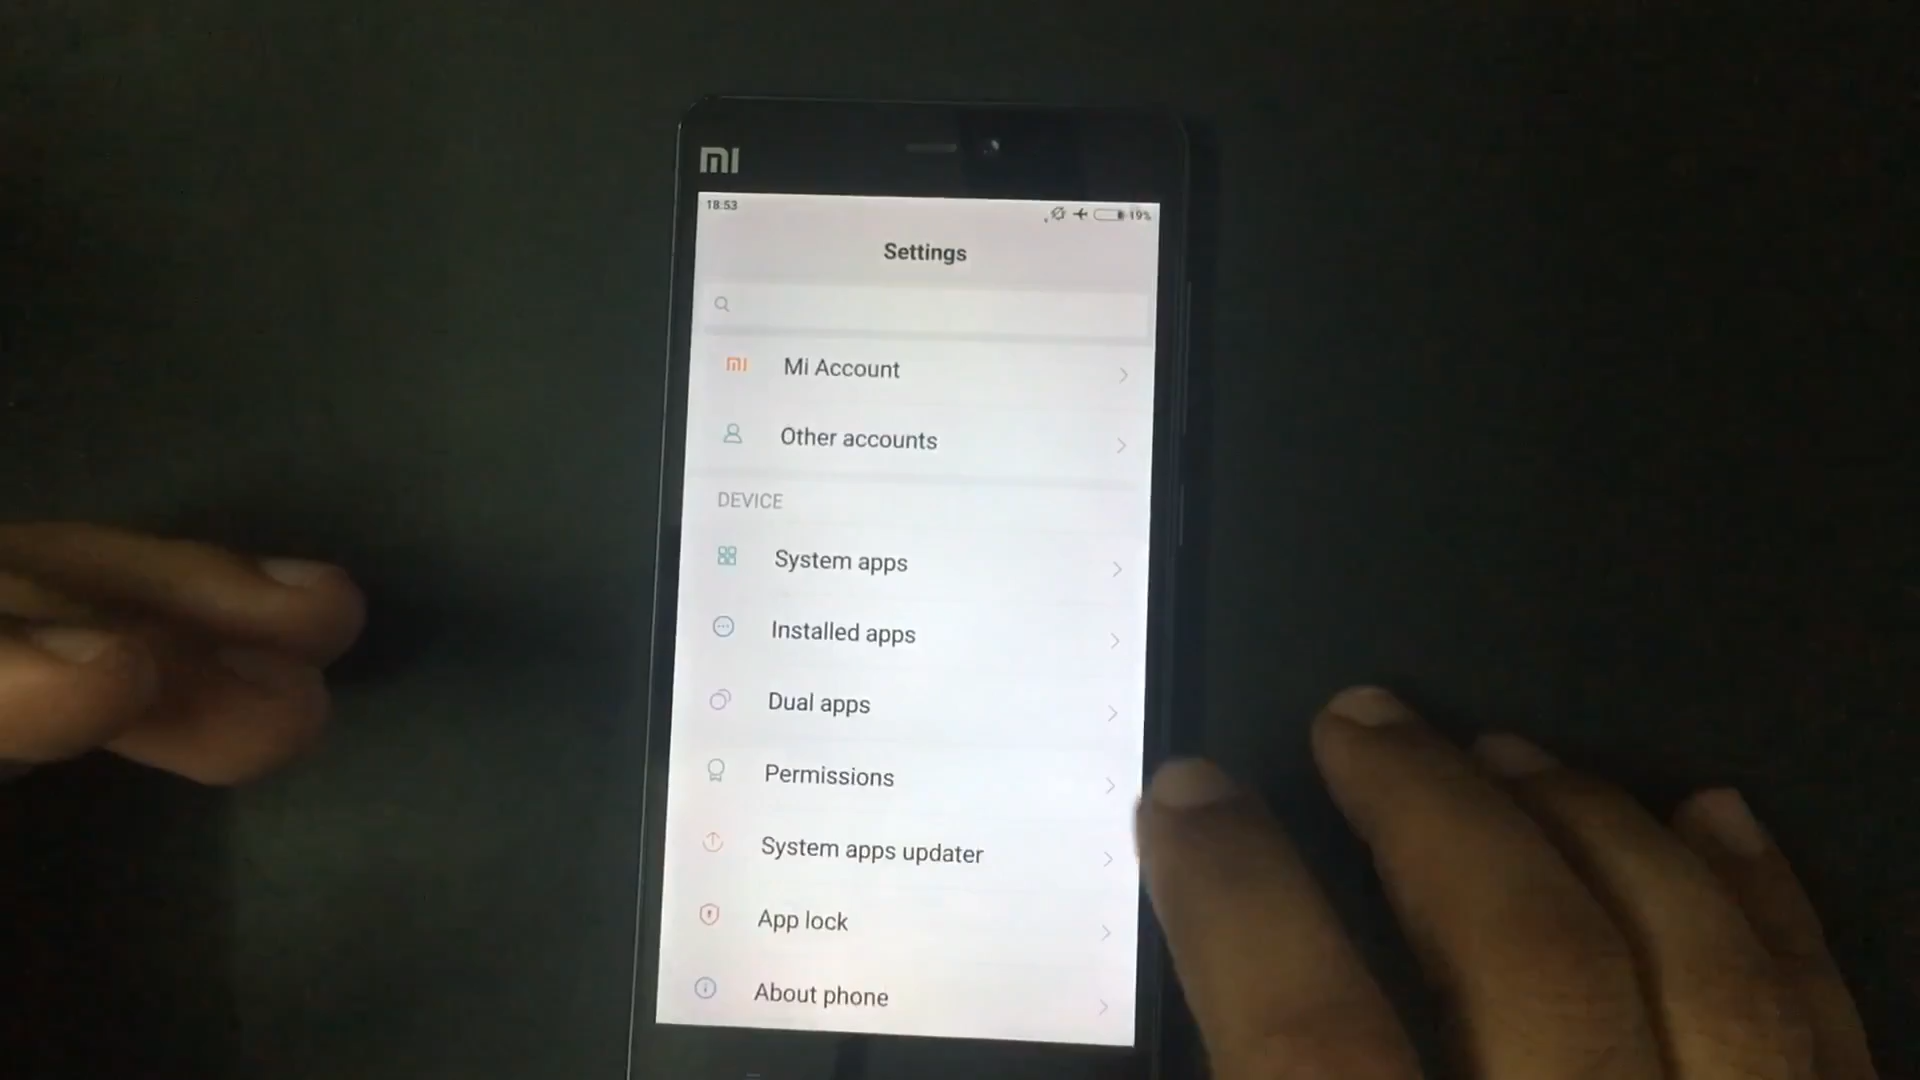 mi
18:53
19%
Settings
Mi Account
Other accounts
DEVICE
System apps
Installed apps
Dual apps
Permissions
System apps updater
App lock
About phone